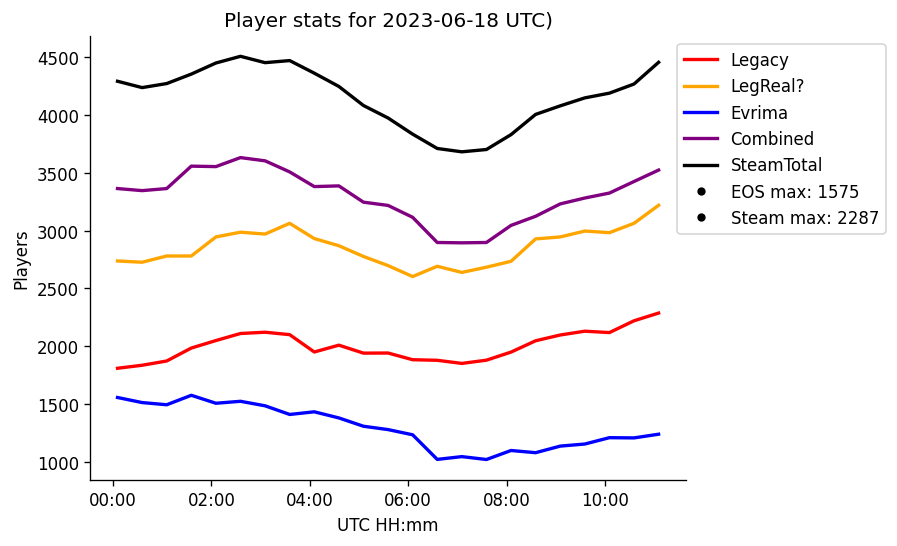 Player stats for 2023-06-18 UTC)
Players
4500
4000
3500
3000
2500
2000
1500
1000
00:00 02:00 04:00 06:00 08:00 10:00
UTC HH:mm
Legacy
LegReal?
Evrima
Combined
SteamTotal
EOS max: 1575
Steam max: 2287